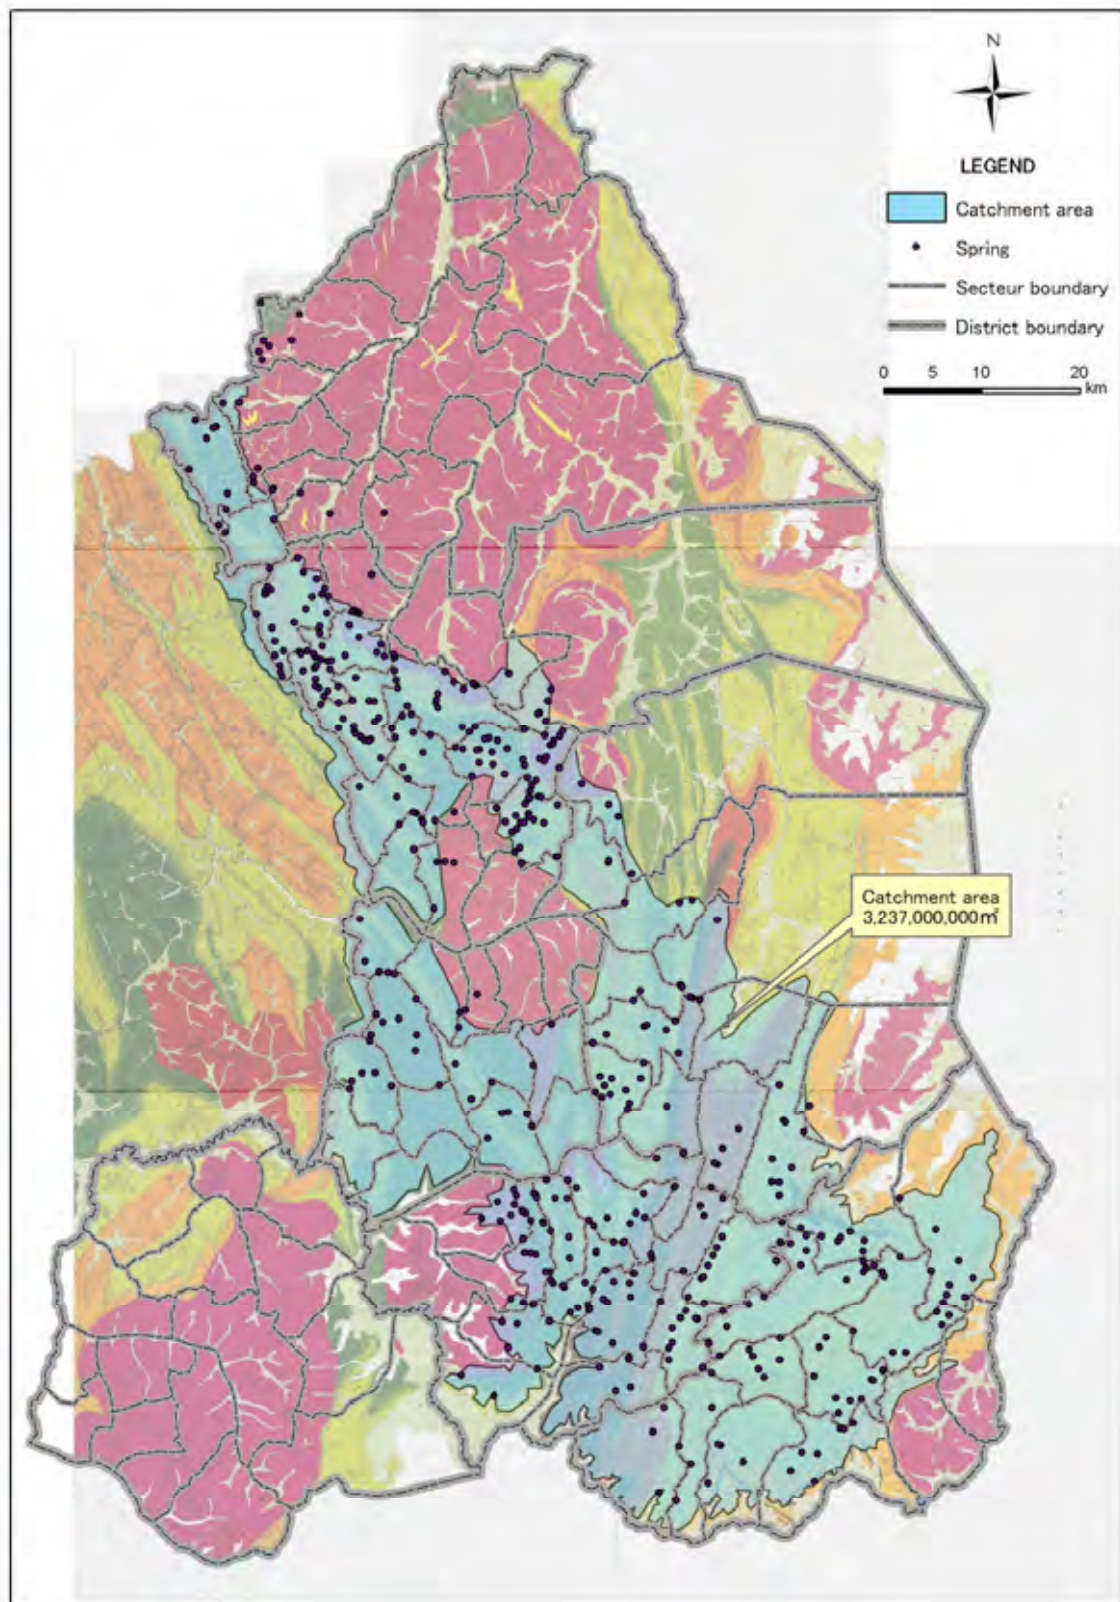 N
LEGEND
Catchment area
Spring
Secteur boundary
District boundary
0 5 10 20
km
Catchment area
3,237,000,000㎡